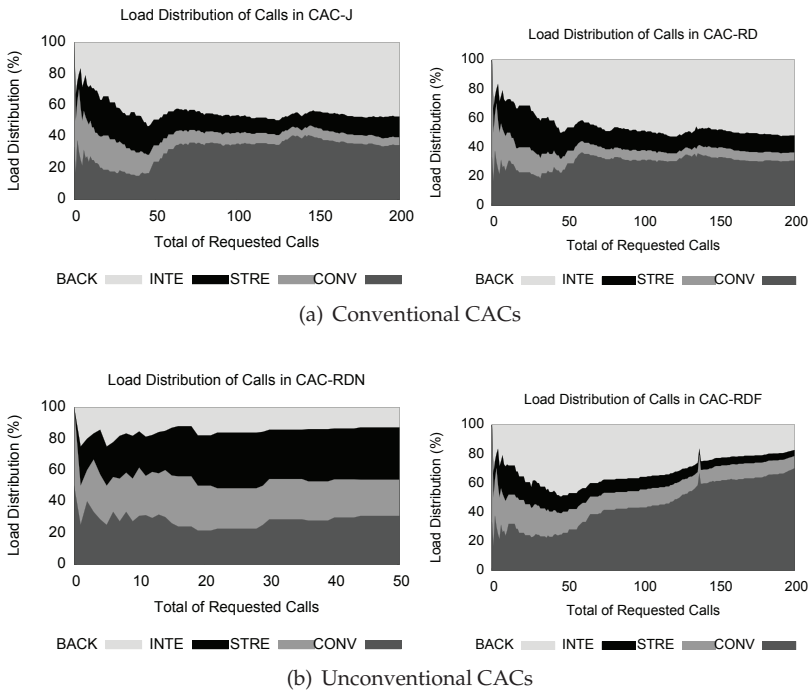 Load Distribution of Calls in CAC-J
Load Distribution (%)
100
80
60
40
20
0
0 50 100 150 200
Total of Requested Calls
BACK INTE STRE CONV
Load Distribution of Calls in CAC-RD
Load Distribution (%)
100
80
60
40
20
0
0 50 100 150 200
Total of Requested Calls
BACK INTE STRE CONV
(a) Conventional CACs
Load Distribution of Calls in CAC-RDN
Load Distribution (%)
100
80
60
40
20
0
0 10 20 30 40 50
Total of Requested Calls
BACK INTE STRE CONV
Load Distribution of Calls in CAC-RDF
Load Distribution (%)
100
80
60
40
20
0
0 50 100 150 200
Total of Requested Calls
BACK INTE STRE CONV
(b) Unconventional CACs